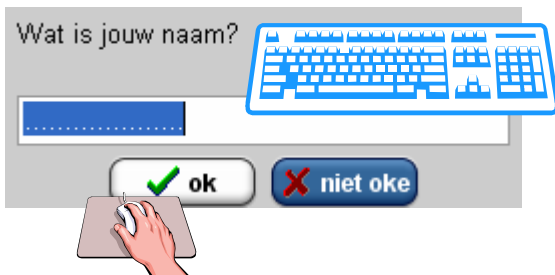 Wat is jouw naam?
...................
ok
niet oke